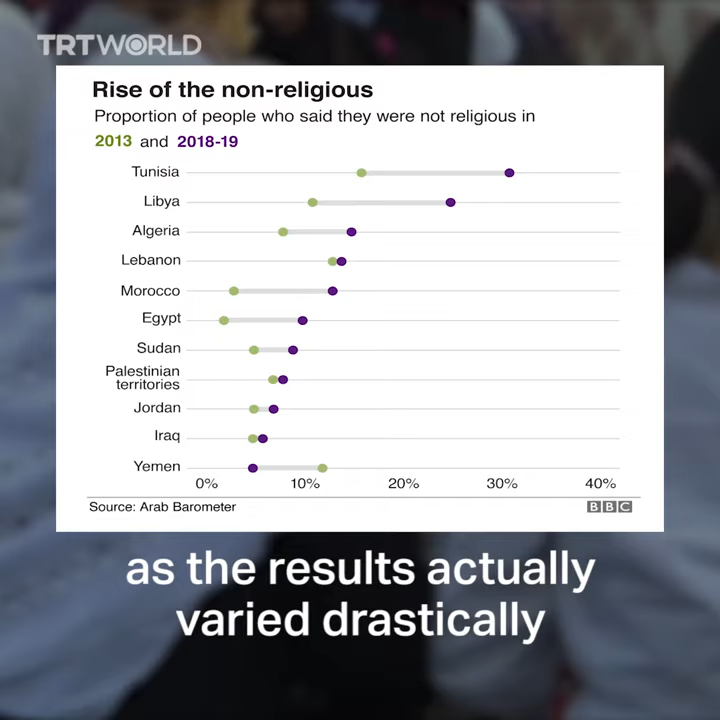 TRTWORLD
Rise of the non-religious
Proportion of people who said they were not religious in
2013 and 2018-19
Tunisia
Libya
Algeria
Lebanon
Morocco
Egypt
Sudan
Palestinian
territories
Jordan
Iraq
Yemen
0% 10% 20% 30% 40%
Source: Arab Barometer BBC
as the results actually
varied drastically